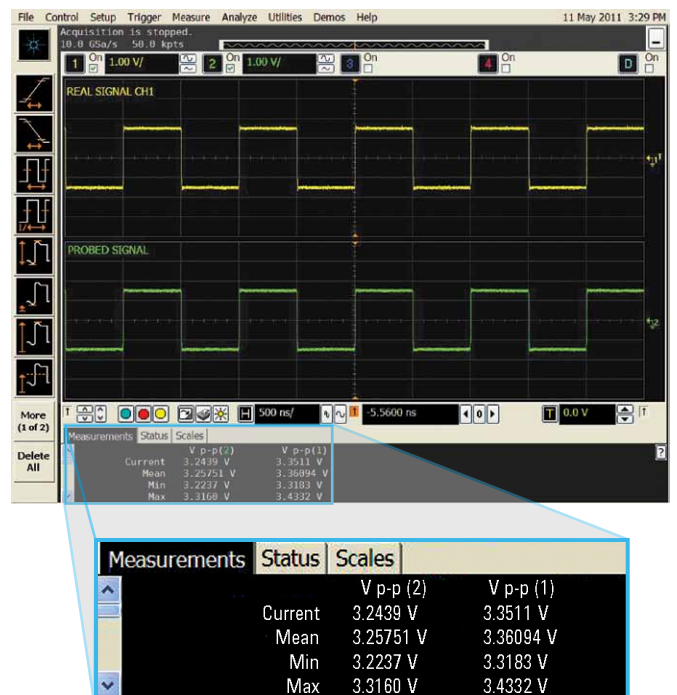 File Control Setup Trigger Measure Analyze Utilities Demos Help 11 May 2011 3:29 PM
Acquisition is stopped.
10.0 GSa/s 50.0 kpts
1 On 1.00 V/ 2 On 1.00 V/ 3 On 4 On D On
REAL SIGNAL CH1
PROBED SIGNAL
More
(1 of 2)
Delete
All
H 500 ns/ -5.5600 ns 0 T 0.0 V
Measurements Status Scales
V p-p(2) V p-p(1)
Current 3.2439 V 3.3511 V
Mean 3.25751 V 3.36094 V
Min 3.2237 V 3.3183 V
Max 3.3160 V 3.4332 V
Measurements Status Scales
V p-p (2) V p-p (1)
Current 3.2439 V 3.3511 V
Mean 3.25751 V 3.36094 V
Min 3.2237 V 3.3183 V
Max 3.3160 V 3.4332 V